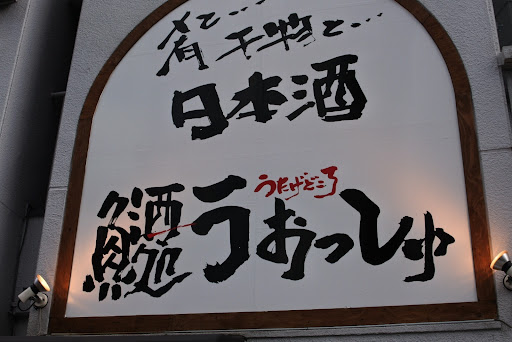 肴と…干物と…
日本酒
うたげどころ
魚酒処 うおっしゅ